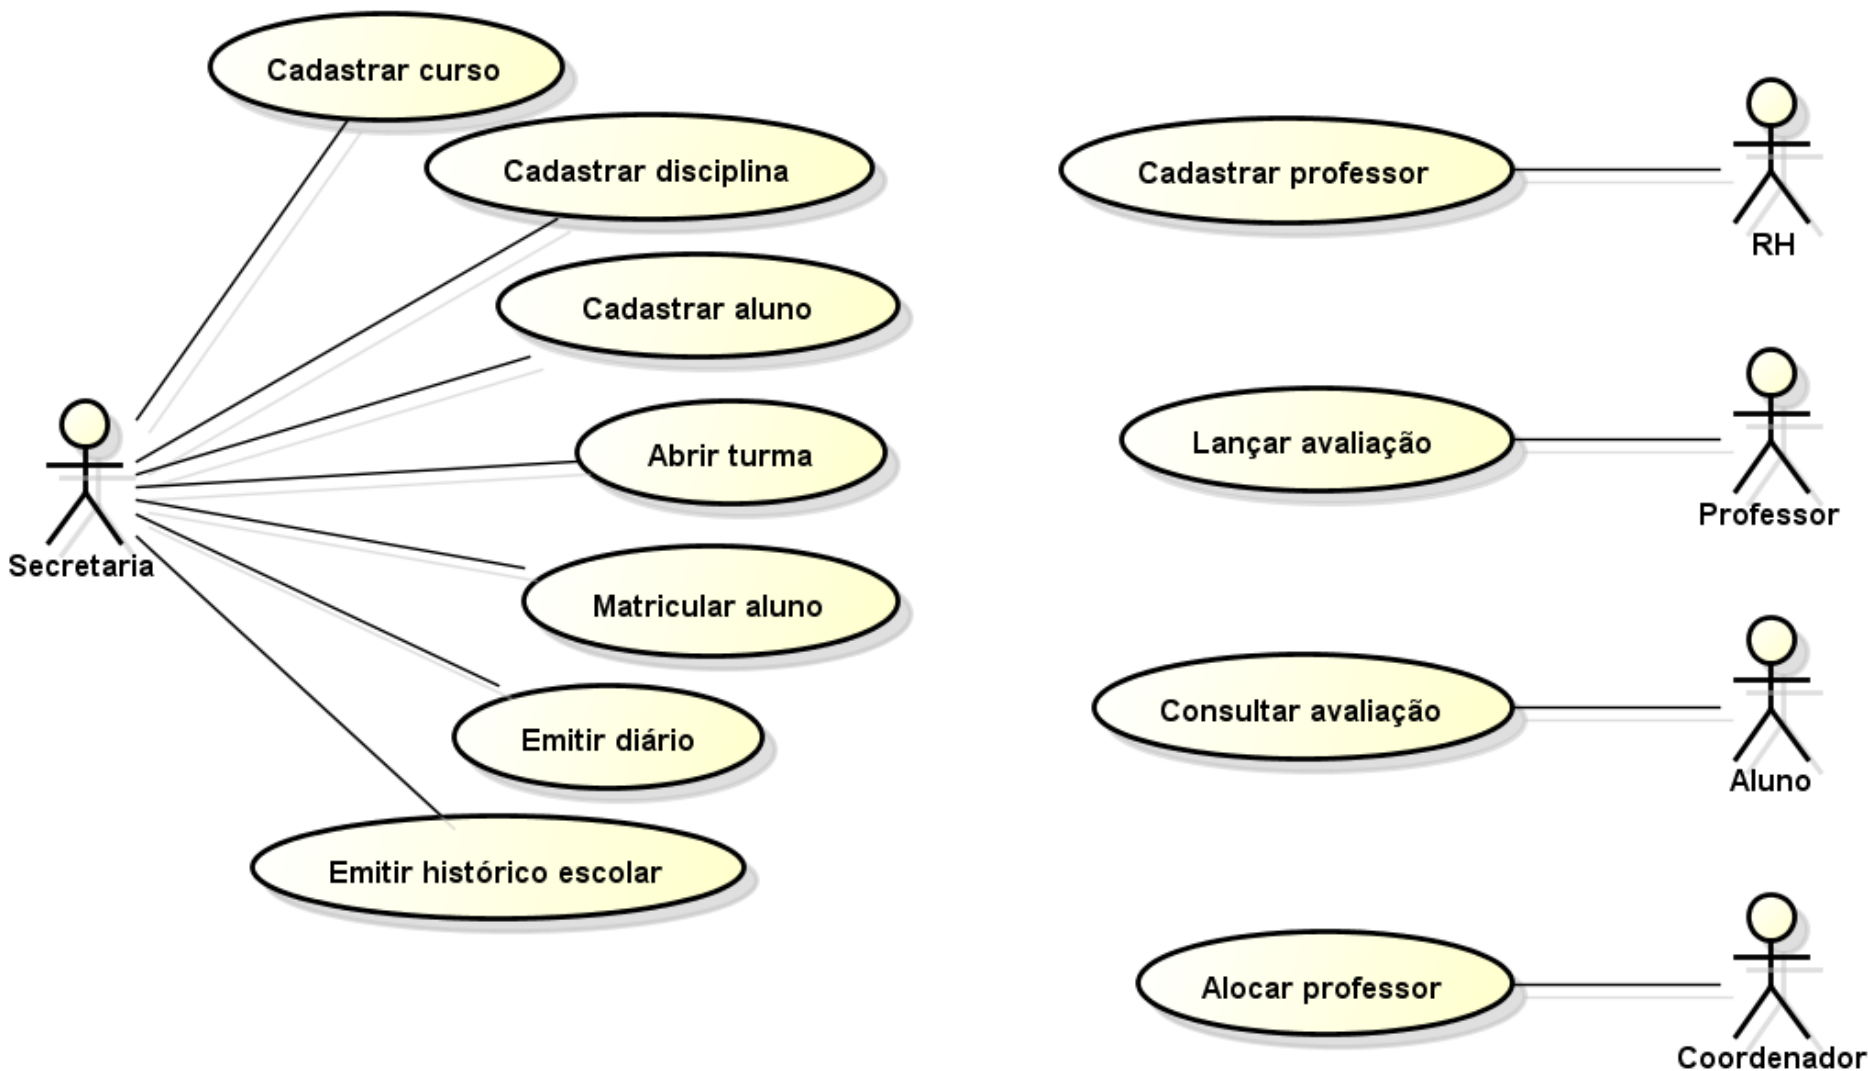 Cadastrar curso
Cadastrar disciplina
Cadastrar aluno
Abrir turma
Secretaria
Matricular aluno
Emitir diário
Emitir histórico escolar
Cadastrar professor
RH
Lançar avaliação
Professor
Consultar avaliação
Aluno
Alocar professor
Coordenador